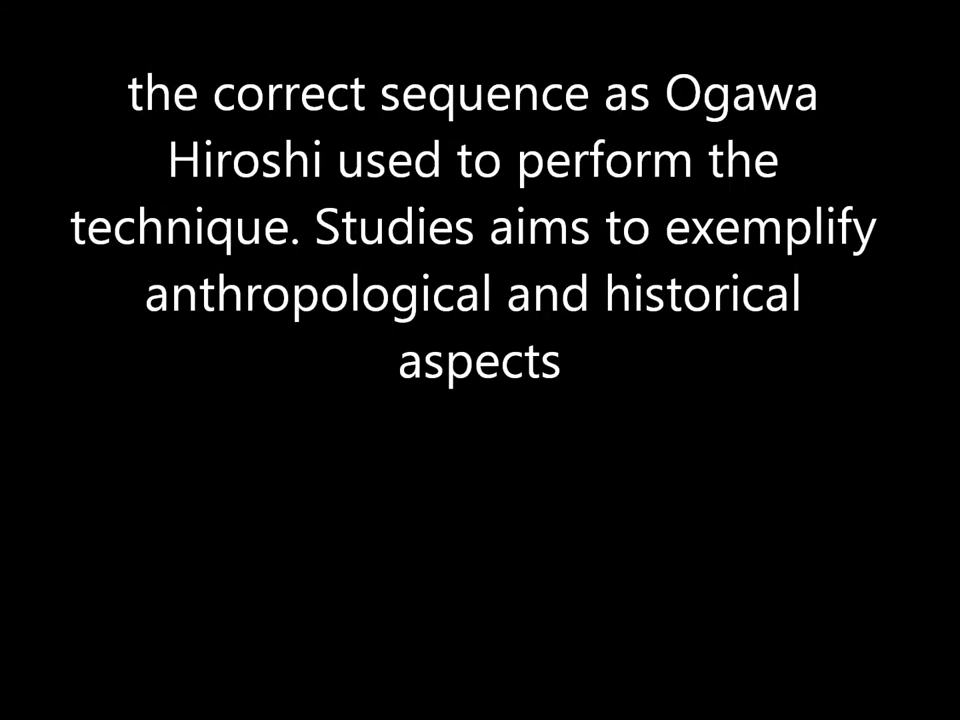 the correct sequence as Ogawa
Hiroshi used to perform the
technique. Studies aims to exemplify
anthropological and historical
aspects